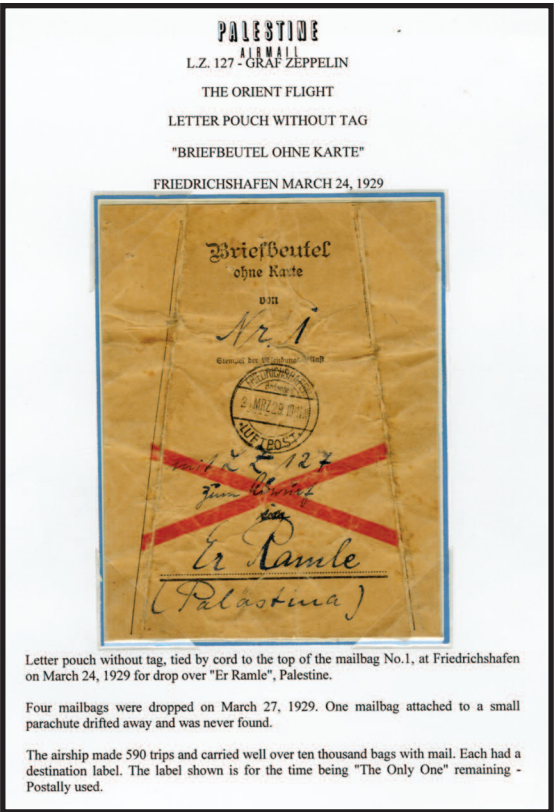 PALESTINE
AIRMAIL
L.Z. 127 - GRAF ZEPPELIN
THE ORIENT FLIGHT
LETTER POUCH WITHOUT TAG
"BRIEFBEUTEL OHNE KARTE"
FRIEDRICHSHAFEN MARCH 24, 1929
Briefbeutel
ohne Karte
von
Nr. 1
Stempel der
FRIEDRICHSHAFEN
MRZ 29
LUFTPOST
mit L Z 127
zum Abwurf
Er Ramle
(Palästina)
Letter pouch without tag, tied by cord to the top of the mailbag No.1, at Friedrichshafen
on March 24, 1929 for drop over "Er Ramle", Palestine.
Four mailbags were dropped on March 27, 1929. One mailbag attached to a small
parachute drifted away and was never found.
The airship made 590 trips and carried well over ten thousand bags with mail. Each had a
destination label. The label shown is for the time being "The Only One" remaining -
Postally used.